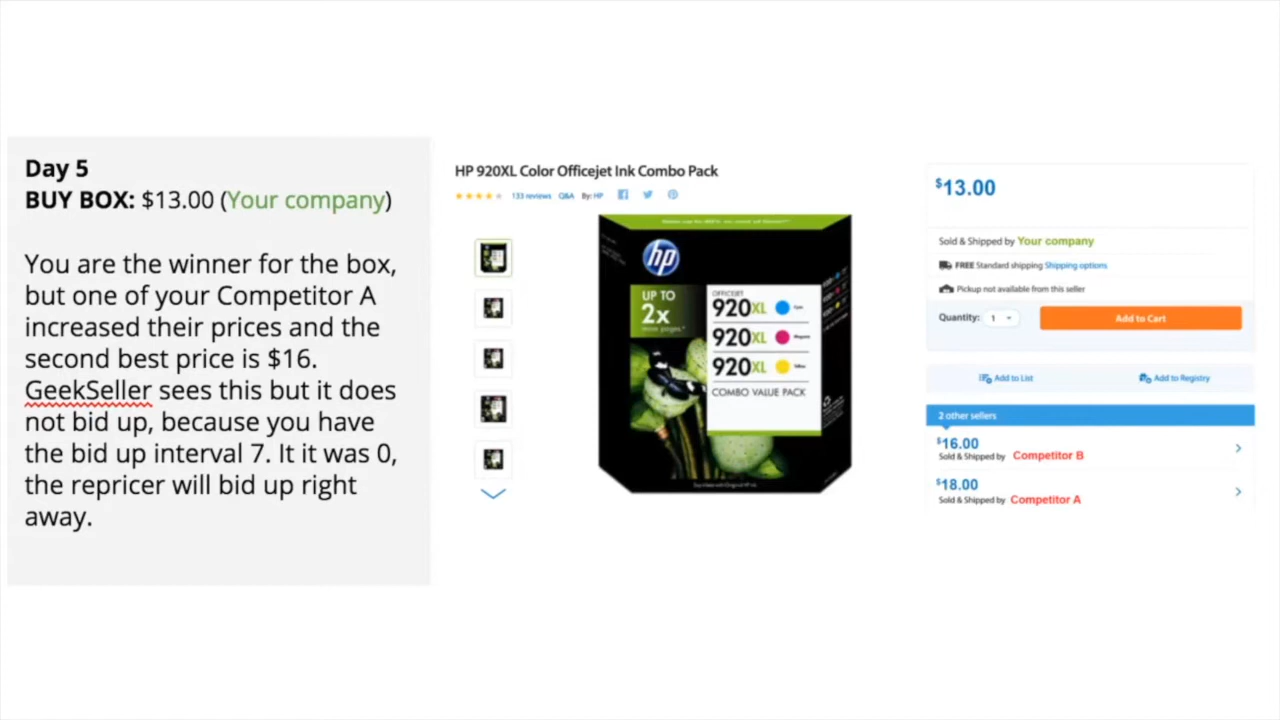 Day 5
BUY BOX: $13.00 (Your company)
You are the winner for the box,
but one of your Competitor A
increased their prices and the
second best price is $16.
GeekSeller sees this but it does
not bid up, because you have
the bid up interval 7. It it was 0,
the repricer will bid up right
away.
HP 920XL Color Officejet Ink Combo Pack
133 reviews Q&A By: HP
hp
UP TO
2x
more pages.*
OFFICEJET
920XL Cyan
920XL Magenta
920XL Yellow
COMBO VALUE PACK
$13.00
Sold & Shipped by Your company
FREE Standard shipping Shipping options
Pickup not available from this seller
Quantity: 1
Add to Cart
Add to List
Add to Registry
2 other sellers
$16.00
Sold & Shipped by Competitor B
$18.00
Sold & Shipped by Competitor A